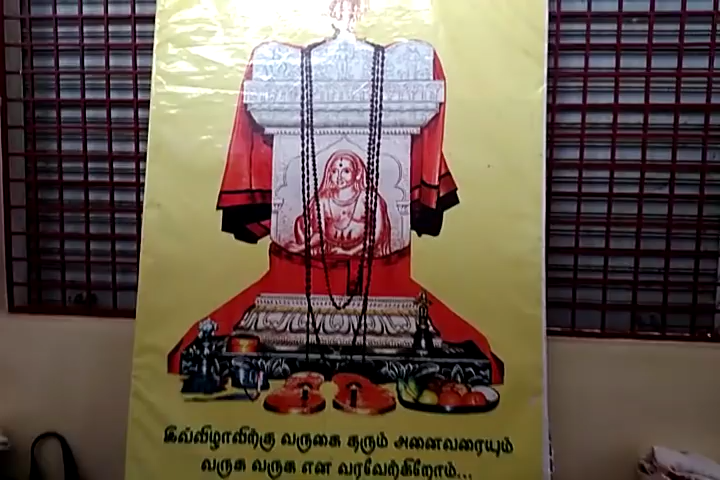 இவ்விழாவிற்கு வருகை தரும் அனைவரையும்
வருக வருக என வரவேற்கிறோம்...